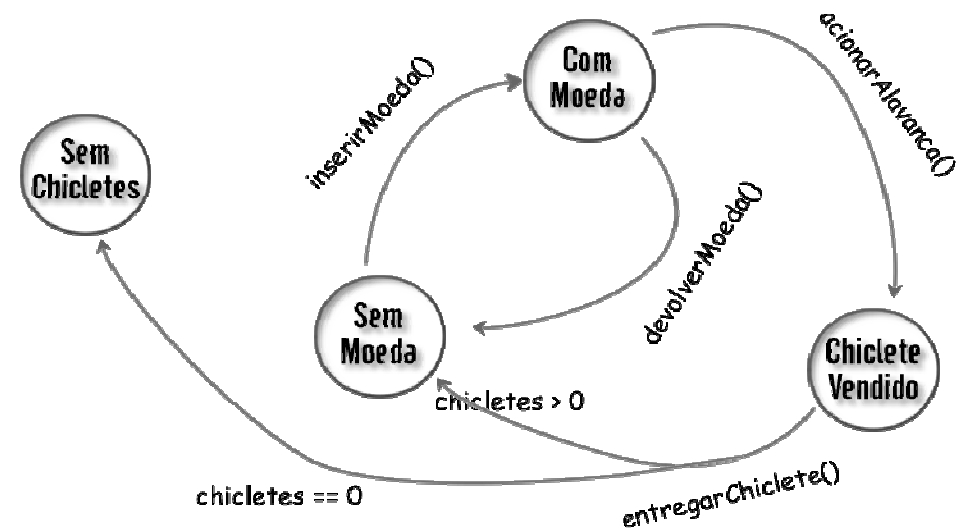 Com
Moeda
acionarAlavanca()
inserirMoeda()
Sem
Chicletes
devolverMoeda()
Sem
Moeda
Chiclete
Vendido
chicletes > 0
chicletes == 0
entregarChiclete()